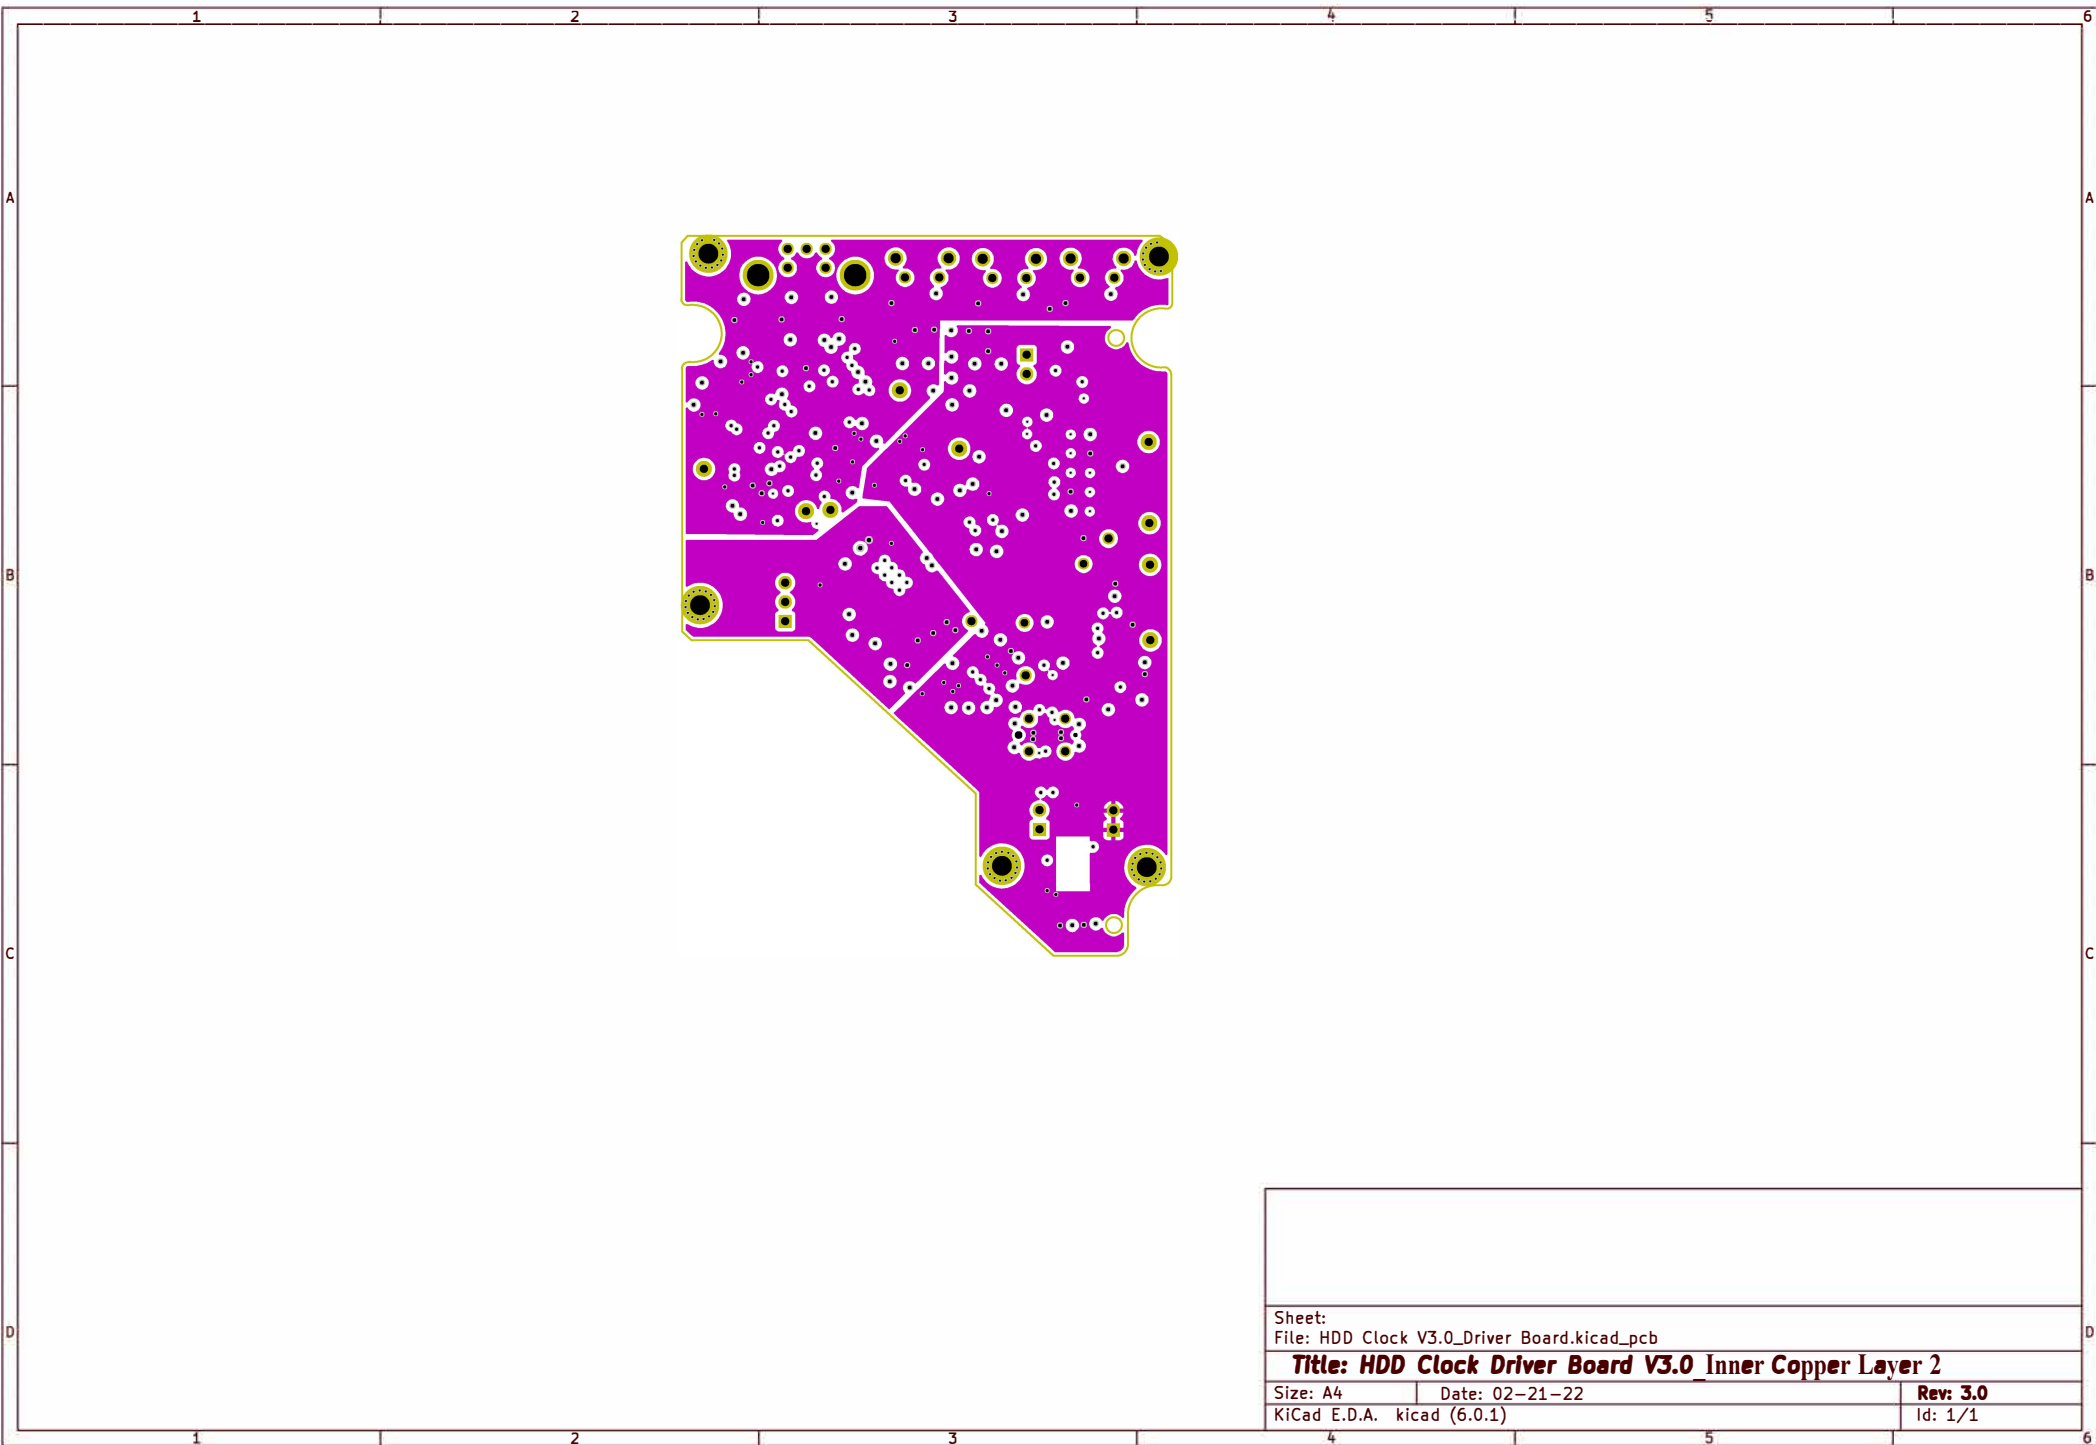 1 2 3 4 5 6
A A
B B
C C
D D
Sheet:
File: HDD Clock V3.0_Driver Board.kicad_pcb
Title: HDD Clock Driver Board V3.0_Inner Copper Layer 2
Size: A4 Date: 02-21-22 Rev: 3.0
KiCad E.D.A. kicad (6.0.1) Id: 1/1
1 2 3 4 5 6